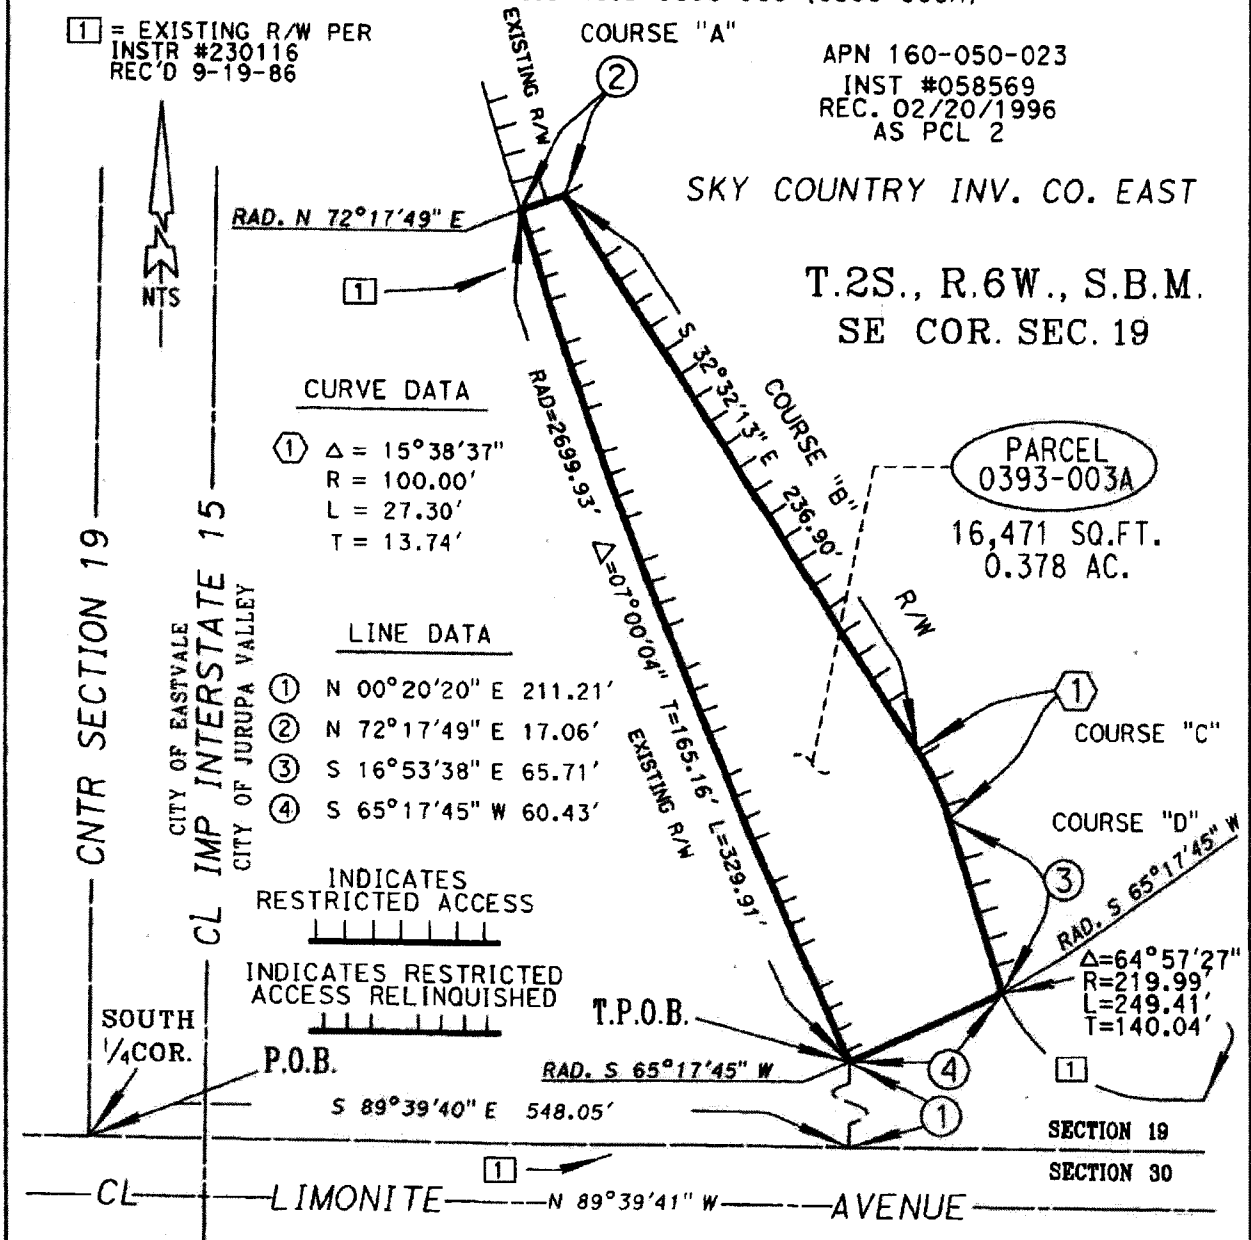 1 = EXISTING R/W PER
INSTR #230116
REC'D 9-19-86
EXISTING R/W
COURSE "A"
2
APN 160-050-023
INST #058569
REC. 02/20/1996
AS PCL 2
SKY COUNTRY INV. CO. EAST
RAD. N 72°17'49" E
1
NTS
T.2S., R.6W., S.B.M.
SE COR. SEC. 19
S 32°32'13" E 236.90'
COURSE "B"
RAD=2699.93' Δ=07°00'04" T=165.16' L=329.91'
EXISTING R/W
CURVE DATA
1 Δ = 15°38'37"
R = 100.00'
L = 27.30'
T = 13.74'
PARCEL
0393-003A
16,471 SQ.FT.
0.378 AC.
R/W
CNTR SECTION 19
CITY OF EASTVALE
CL IMP INTERSTATE 15
CITY OF JURUPA VALLEY
LINE DATA
1 N 00°20'20" E 211.21'
2 N 72°17'49" E 17.06'
3 S 16°53'38" E 65.71'
4 S 65°17'45" W 60.43'
1
COURSE "C"
COURSE "D"
3
RAD. S 65°17'45" W
INDICATES
RESTRICTED ACCESS
INDICATES RESTRICTED
ACCESS RELINQUISHED
Δ=64°57'27"
R=219.99'
L=249.41'
T=140.04'
SOUTH
1/4 COR.
P.O.B.
T.P.O.B.
RAD. S 65°17'45" W
4
1
S 89°39'40" E 548.05'
1
SECTION 19
SECTION 30
1
CL LIMONITE N 89°39'41" W AVENUE